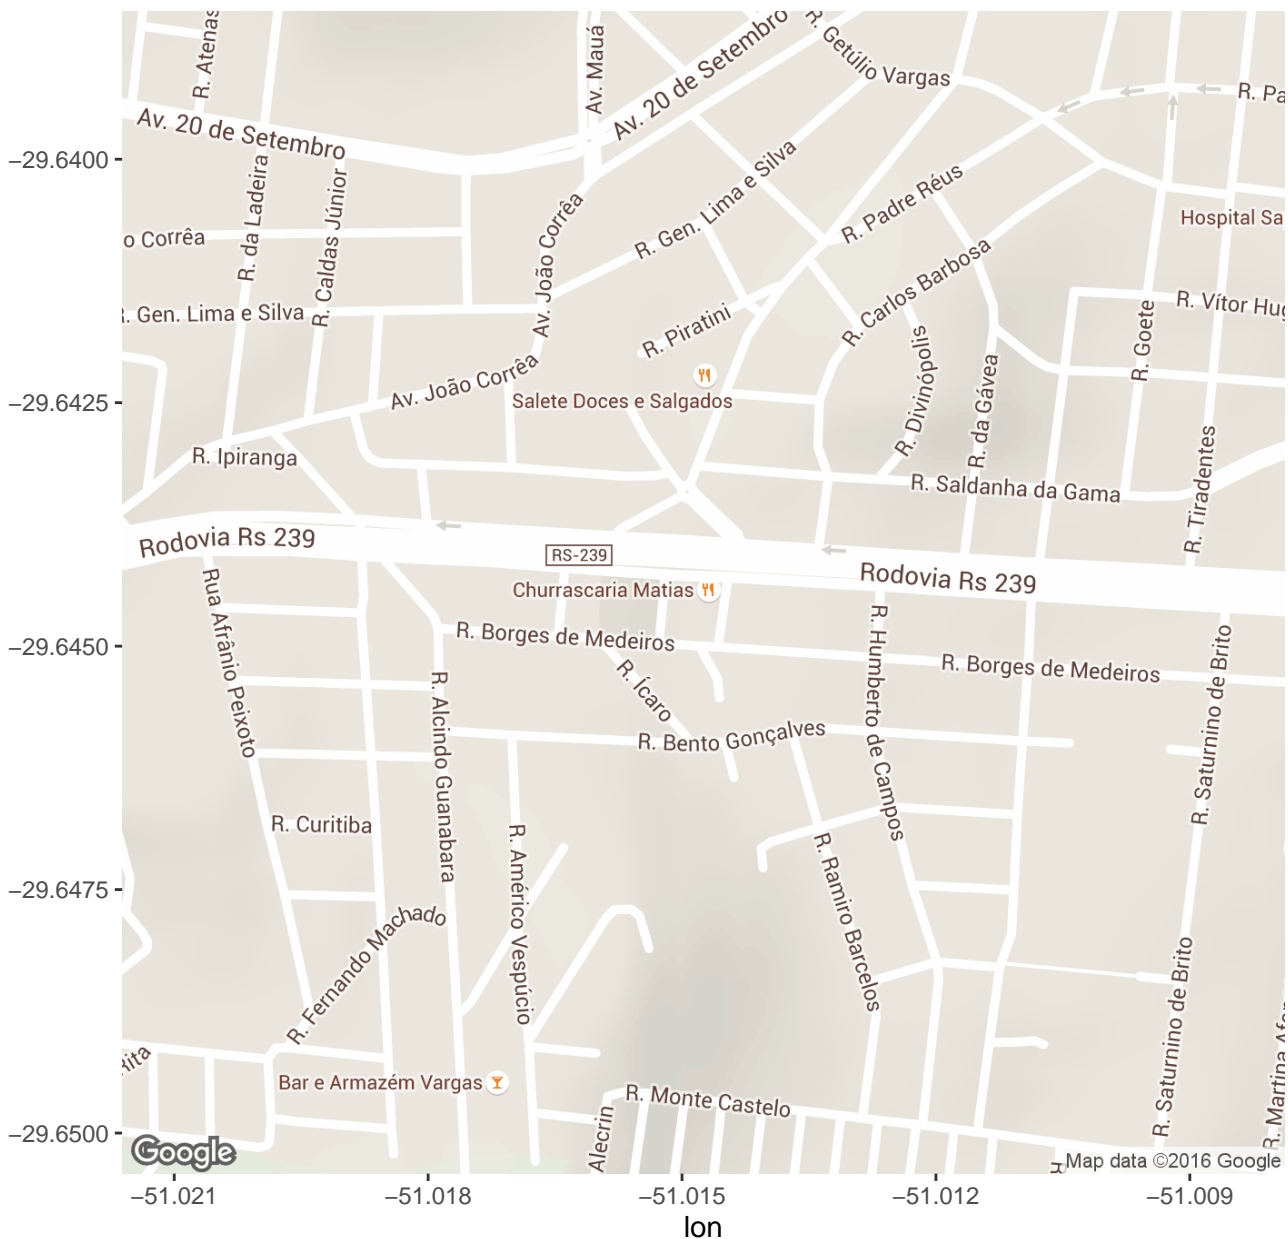 R. Atenas
Av. Mauá
R. Getúlio Vargas
Av. 20 de Setembro
Av. 20 de Setembro
R. Pa
−29.6400
R. da Ladeira
R. Caldas Júnior
R. Gen. Lima e Silva
R. Padre Réus
Hospital Sa
o Corrêa
Av. João Corrêa
R. Carlos Barbosa
R. Gen. Lima e Silva
R. Piratini
R. Vítor Hug
R. Goete
R. Divinópolis
R. da Gávea
Av. João Corrêa
−29.6425
Salete Doces e Salgados
R. Ipiranga
R. Saldanha da Gama
R. Tiradentes
Rodovia Rs 239
RS-239
Rodovia Rs 239
Churrascaria Matias
Rua Afrânio Peixoto
R. Humberto de Campos
−29.6450
R. Borges de Medeiros
R. Borges de Medeiros
R. Saturnino de Brito
R. Ícaro
R. Alcindo Guanabara
R. Bento Gonçalves
R. Curitiba
R. Américo Vespúcio
R. Ramiro Barcelos
−29.6475
R. Fernando Machado
R. Saturnino de Brito
R. Martina Afon
Rita
Bar e Armazém Vargas
R. Monte Castelo
Alecrin
−29.6500
Google
R
Map data ©2016 Google
−51.021
−51.018
−51.015
−51.012
−51.009
lon